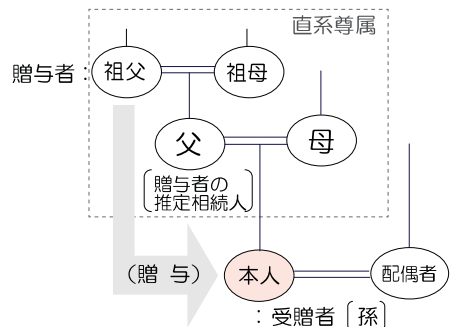 直系尊属
贈与者：
祖父
祖母
父
母
贈与者の
推定相続人
（贈 与）
本人
配偶者
：受贈者〔孫〕